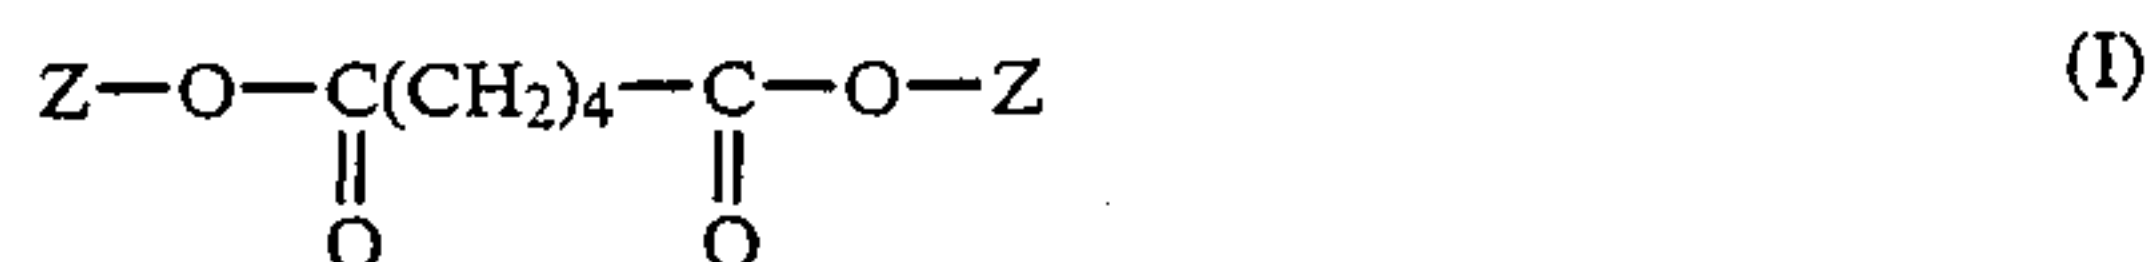 Z—O—C(CH₂)₄—C—O—Z (I)
|| ||
O O